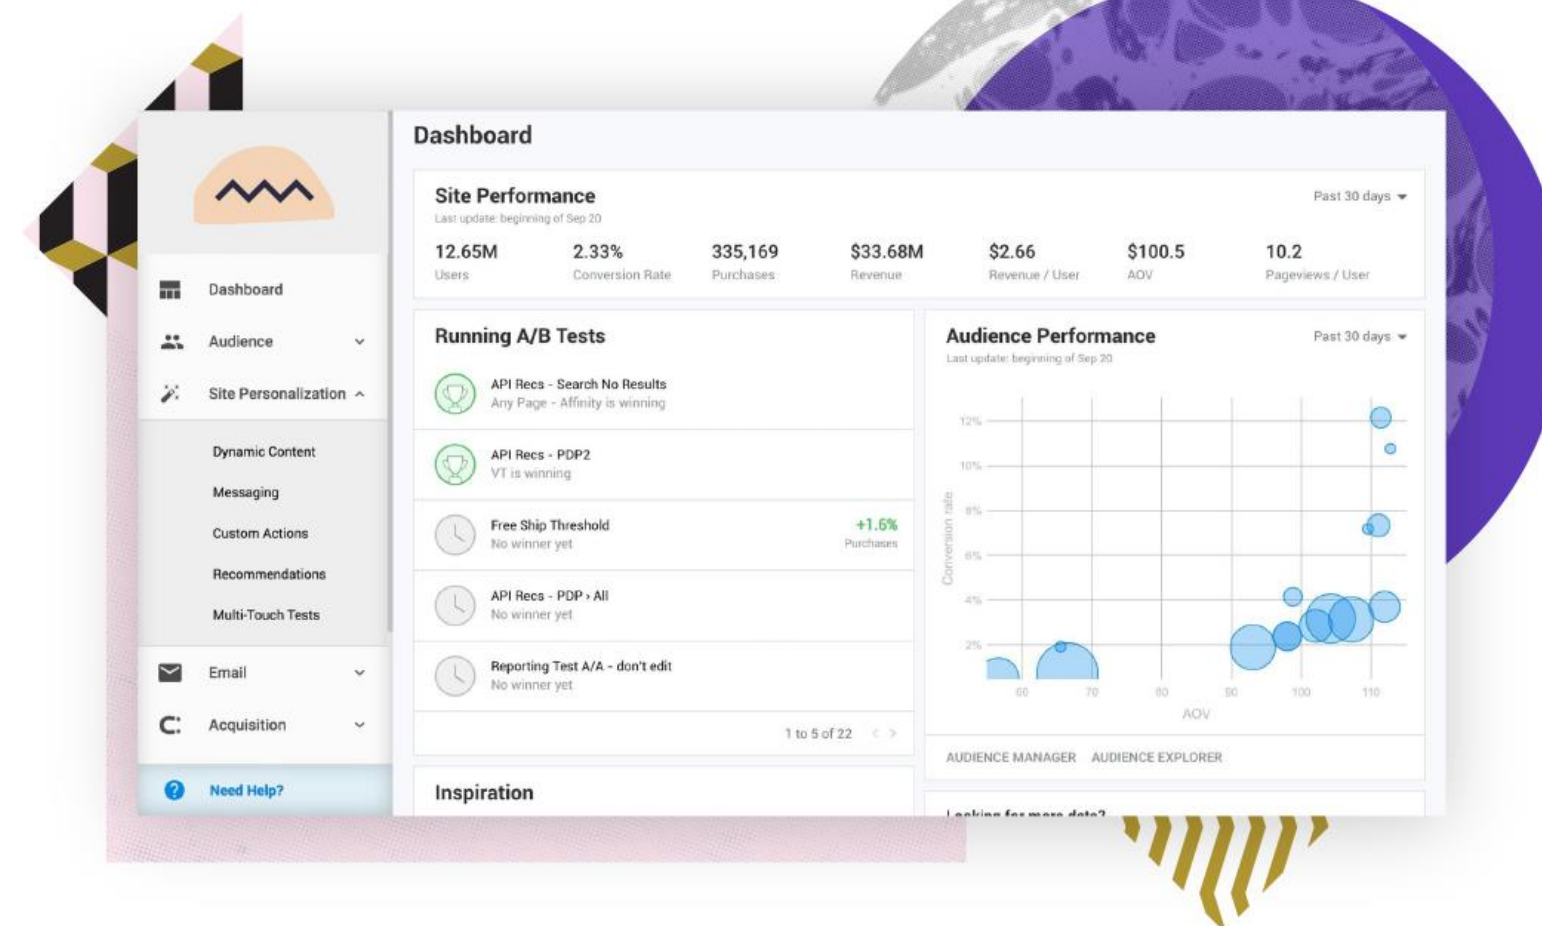 Dashboard
Site Performance
Past 30 days
Last update: beginning of Sep 20
12.65M
Users
2.33%
Conversion Rate
335,169
Purchases
$33.68M
Revenue
$2.66
Revenue / User
$100.5
AOV
10.2
Pageviews / User
Dashboard
Audience
Site Personalization
Dynamic Content
Messaging
Custom Actions
Recommendations
Multi-Touch Tests
Email
Acquisition
Need Help?
Running A/B Tests
API Recs - Search No Results
Any Page - Affinity is winning
API Recs - PDP2
VT is winning
Free Ship Threshold
No winner yet
+1.6%
Purchases
API Recs - PDP > All
No winner yet
Reporting Test A/A - don't edit
No winner yet
1 to 5 of 22 < >
Inspiration
Audience Performance
Past 30 days
Last update: beginning of Sep 20
Conversion rate
12%
10%
8%
6%
4%
2%
60 70 80 90 100 110
AOV
AUDIENCE MANAGER AUDIENCE EXPLORER
Looking for more data?